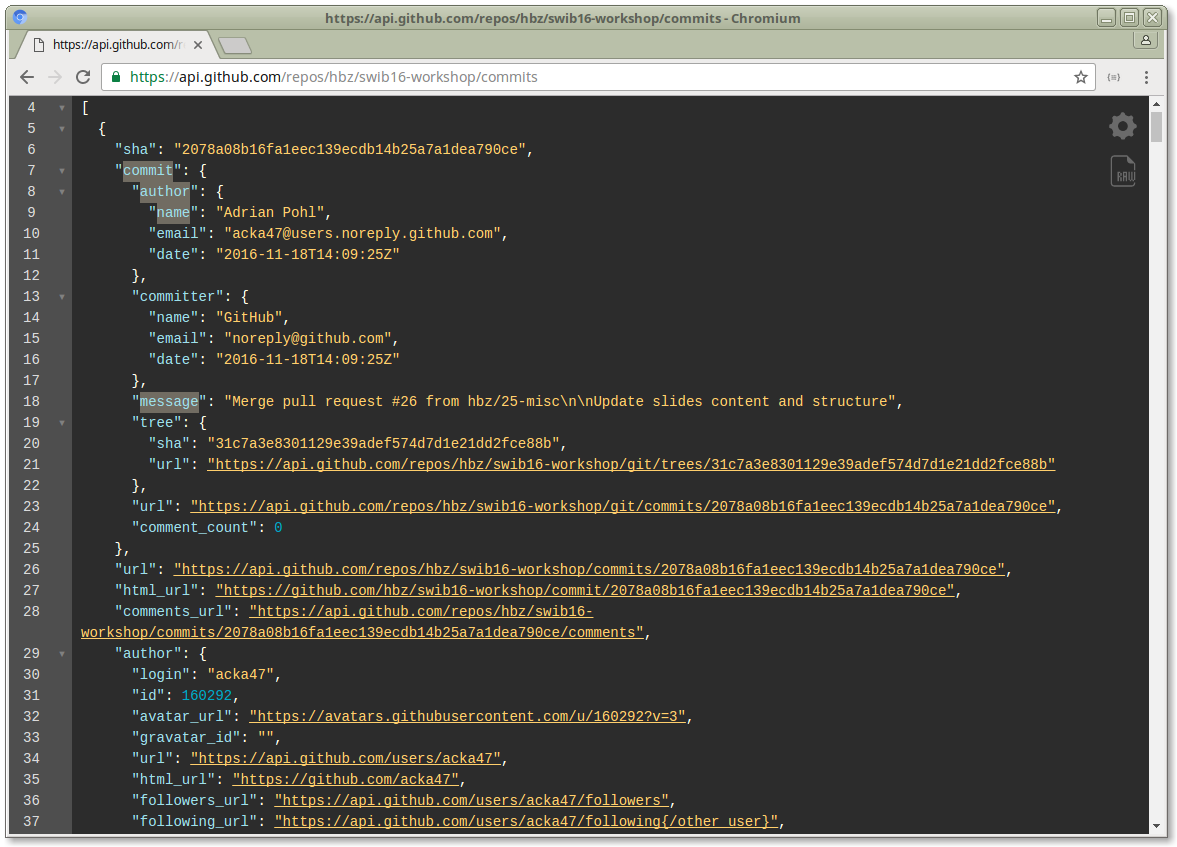 https://api.github.com/repos/hbz/swib16-workshop/commits - Chromium
https://api.github.com/r
https://api.github.com/repos/hbz/swib16-workshop/commits
RAW
4 [
5 {
6 "sha": "2078a08b16fa1eec139ecdb14b25a7a1dea790ce",
7 "commit": {
8 "author": {
9 "name": "Adrian Pohl",
10 "email": "acka47@users.noreply.github.com",
11 "date": "2016-11-18T14:09:25Z"
12 },
13 "committer": {
14 "name": "GitHub",
15 "email": "noreply@github.com",
16 "date": "2016-11-18T14:09:25Z"
17 },
18 "message": "Merge pull request #26 from hbz/25-misc\n\nUpdate slides content and structure",
19 "tree": {
20 "sha": "31c7a3e8301129e39adef574d7d1e21dd2fce88b",
21 "url": "https://api.github.com/repos/hbz/swib16-workshop/git/trees/31c7a3e8301129e39adef574d7d1e21dd2fce88b"
22 },
23 "url": "https://api.github.com/repos/hbz/swib16-workshop/git/commits/2078a08b16fa1eec139ecdb14b25a7a1dea790ce",
24 "comment_count": 0
25 },
26 "url": "https://api.github.com/repos/hbz/swib16-workshop/commits/2078a08b16fa1eec139ecdb14b25a7a1dea790ce",
27 "html_url": "https://github.com/hbz/swib16-workshop/commit/2078a08b16fa1eec139ecdb14b25a7a1dea790ce",
28 "comments_url": "https://api.github.com/repos/hbz/swib16-
workshop/commits/2078a08b16fa1eec139ecdb14b25a7a1dea790ce/comments",
29 "author": {
30 "login": "acka47",
31 "id": 160292,
32 "avatar_url": "https://avatars.githubusercontent.com/u/160292?v=3",
33 "gravatar_id": "",
34 "url": "https://api.github.com/users/acka47",
35 "html_url": "https://github.com/acka47",
36 "followers_url": "https://api.github.com/users/acka47/followers",
37 "following_url": "https://api.github.com/users/acka47/following{/other_user}",